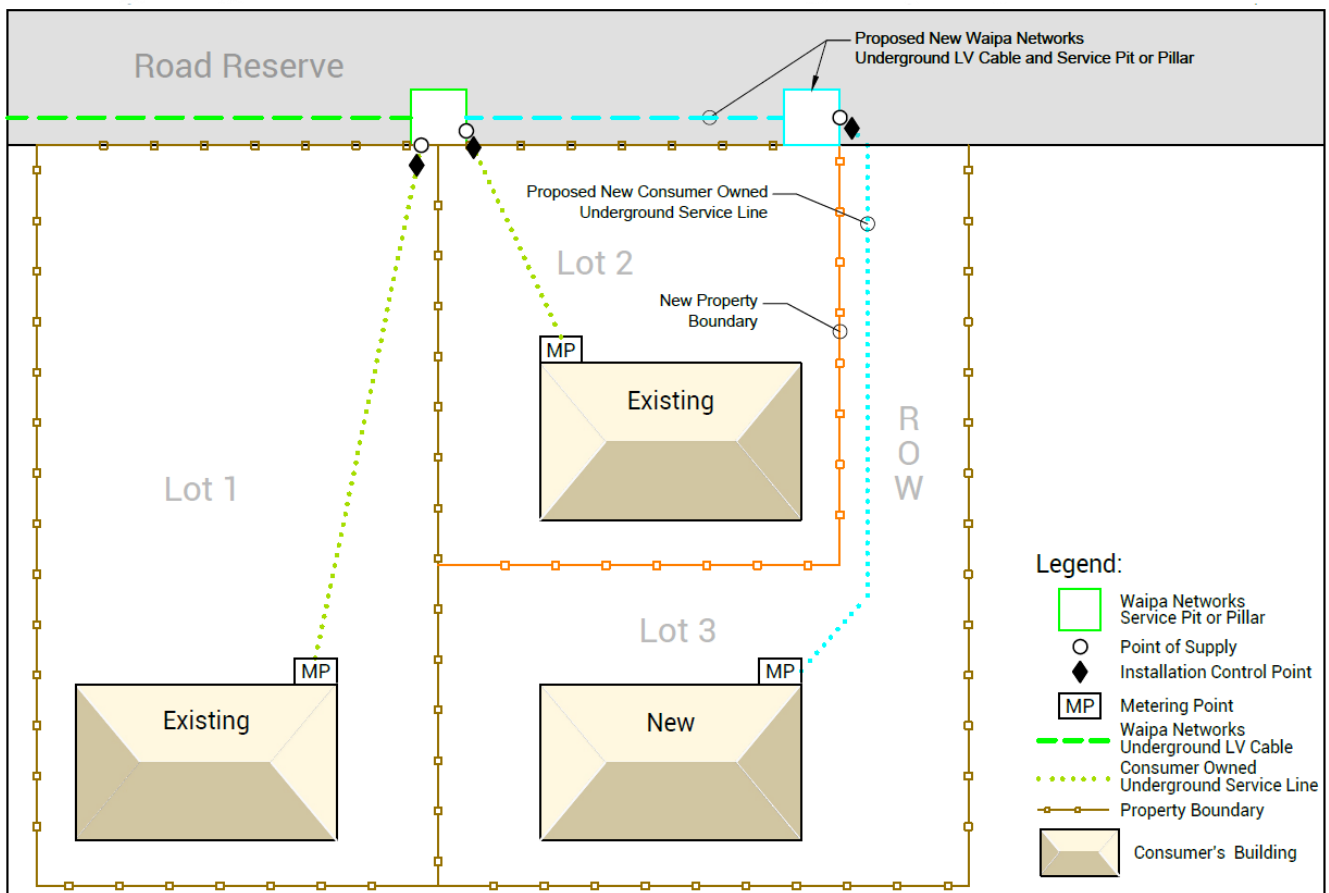 Road Reserve
Proposed New Waipa Networks
Underground LV Cable and Service Pit or Pillar
Proposed New Consumer Owned
Underground Service Line
Lot 2
New Property
Boundary
MP
Existing
R
O
W
Lot 1
Lot 3
MP
Existing
MP
New
Legend:
Waipa Networks
Service Pit or Pillar
Point of Supply
Installation Control Point
MP
Metering Point
Waipa Networks
Underground LV Cable
Consumer Owned
Underground Service Line
Property Boundary
Consumer's Building